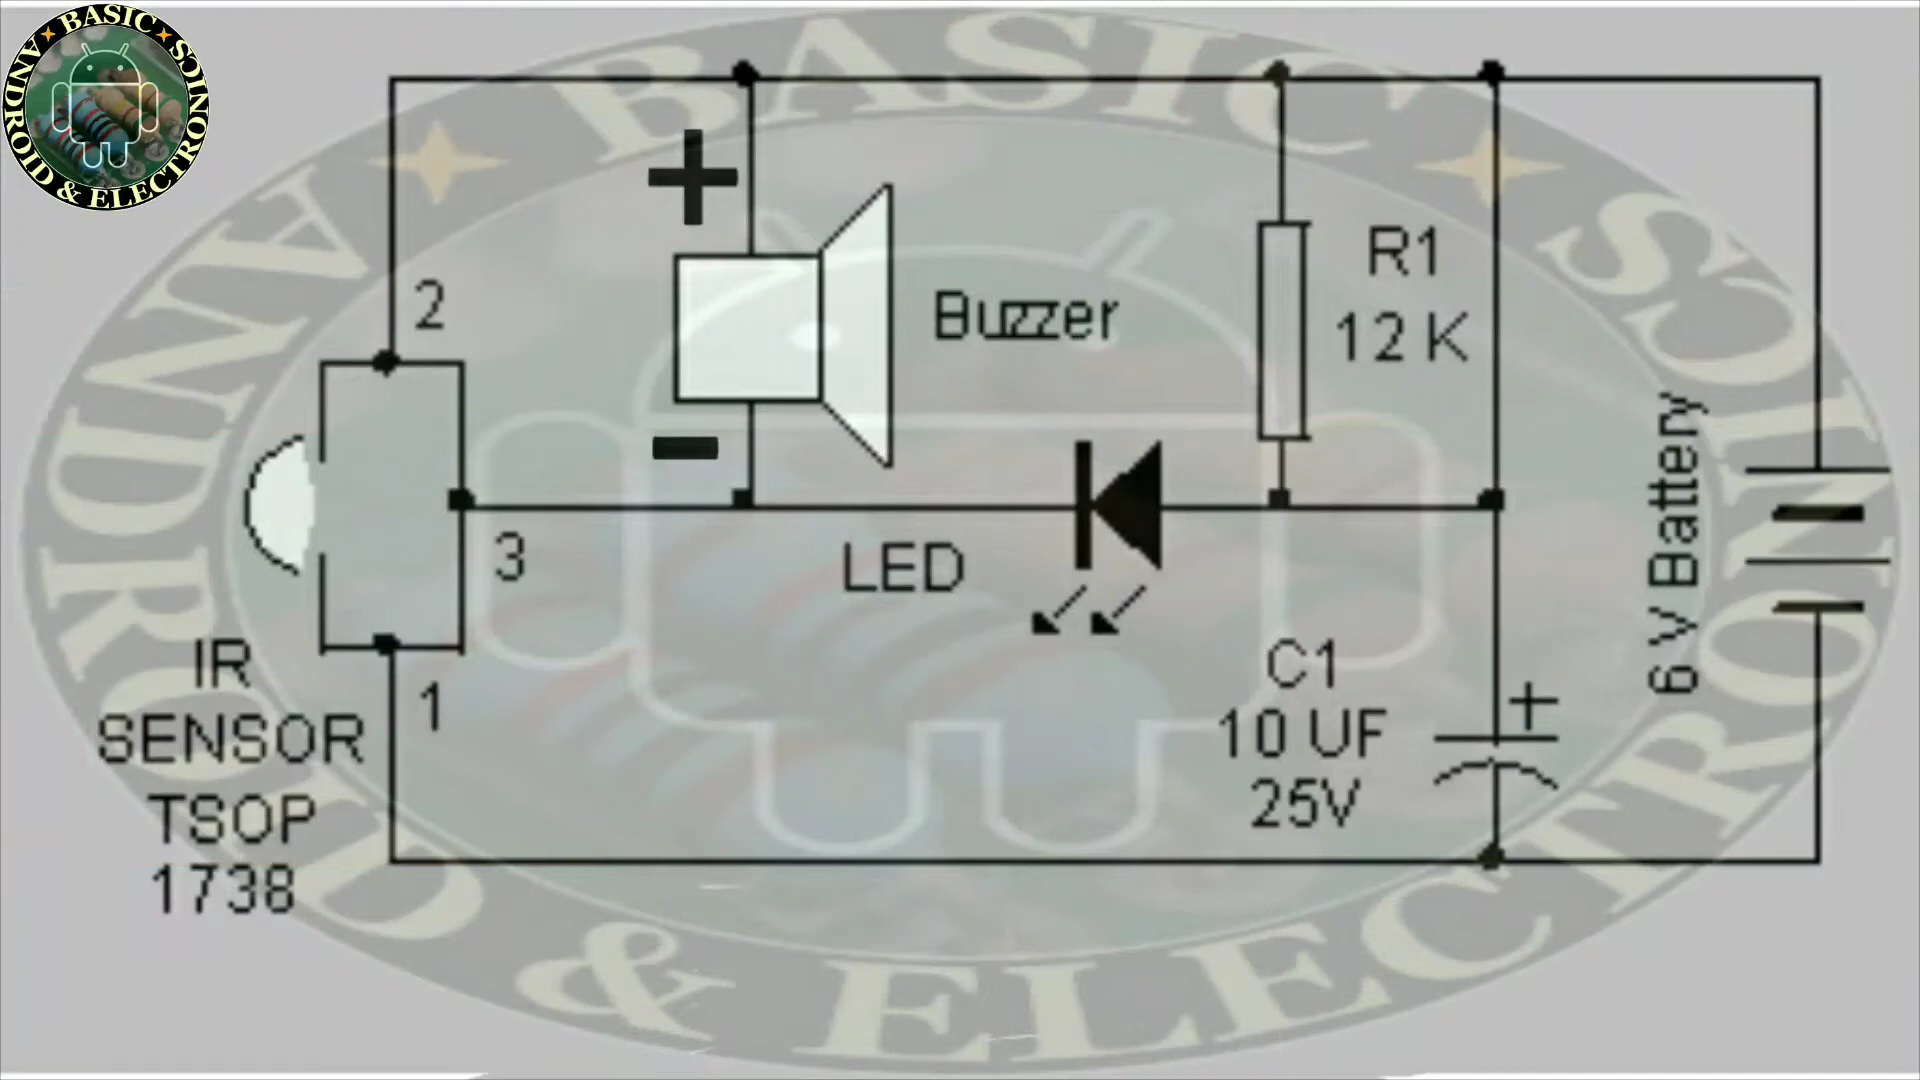 BASIC
ANDROID & ELECTRONICS
BASIC
ANDROID & ELECTRONICS
+
2
Buzzer
R1
12 K
-
3
LED
6 V Battery
IR
SENSOR
TSOP
1738
1
C1
10 UF
25V
+